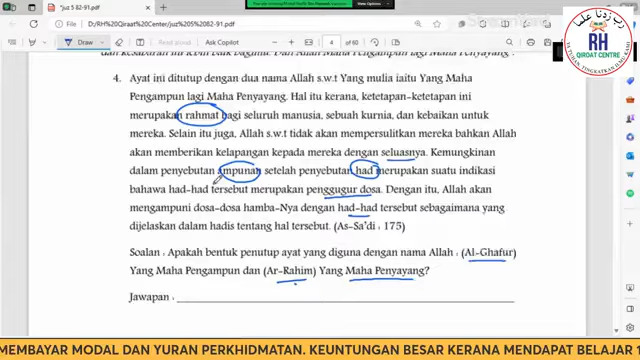 *juz 5 82-91.pdf
D:/RH%20Qiraat%20Center/juz%205%2082-91.pdf
Ask Copilot
4 of 60
4. Ayat ini ditutup dengan dua nama Allah s.w.t Yang mulia iaitu Yang Maha
Pengampun lagi Maha Penyayang. Hal itu kerana, ketetapan-ketetapan ini
merupakan rahmat bagi seluruh manusia, sebuah kurnia, dan kebaikan untuk
mereka. Selain itu juga, Allah s.w.t tidak akan mempersulitkan mereka bahkan Allah
akan memberikan kelapangan kepada mereka dengan seluasnya. Kemungkinan
dalam penyebutan ampunan setelah penyebutan had merupakan suatu indikasi
bahawa had-had tersebut merupakan penggugur dosa. Dengan itu, Allah akan
mengampuni dosa-dosa hamba-Nya dengan had-had tersebut sebagaimana yang
dijelaskan dalam hadis tentang hal tersebut. (As-Sa'di : 175)
Soalan : Apakah bentuk penutup ayat yang diguna dengan nama Allah : (Al-Ghafur)
Yang Maha Pengampun dan (Ar-Rahim) Yang Maha Penyayang?
Jawapan :
رب زدنا علما
RH
QIRAAT CENTER
MEMBAYAR MODAL DAN YURAN PERKHIDMATAN. KEUNTUNGAN BESAR KERANA MENDAPAT BELAJAR 1